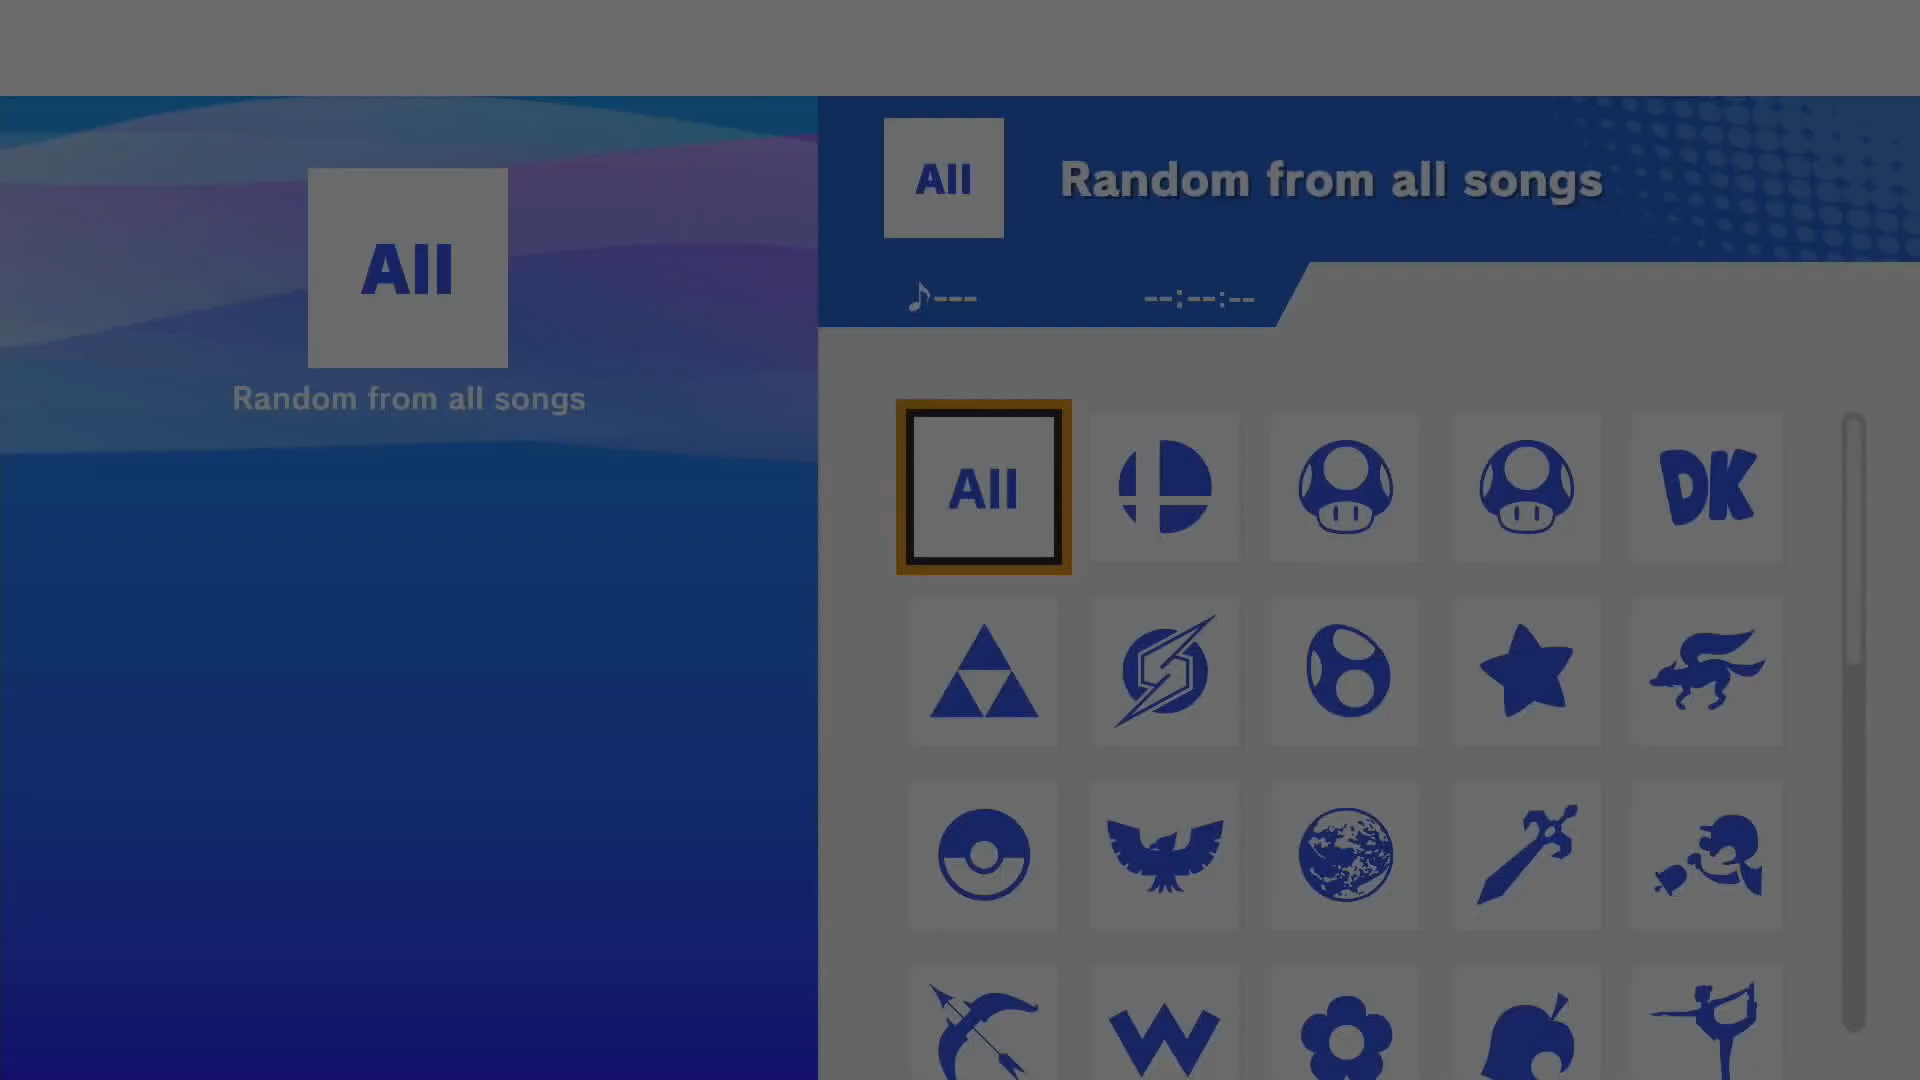 All
Random from all songs
All
Random from all songs
♪---
--:--:--
All
DK
W